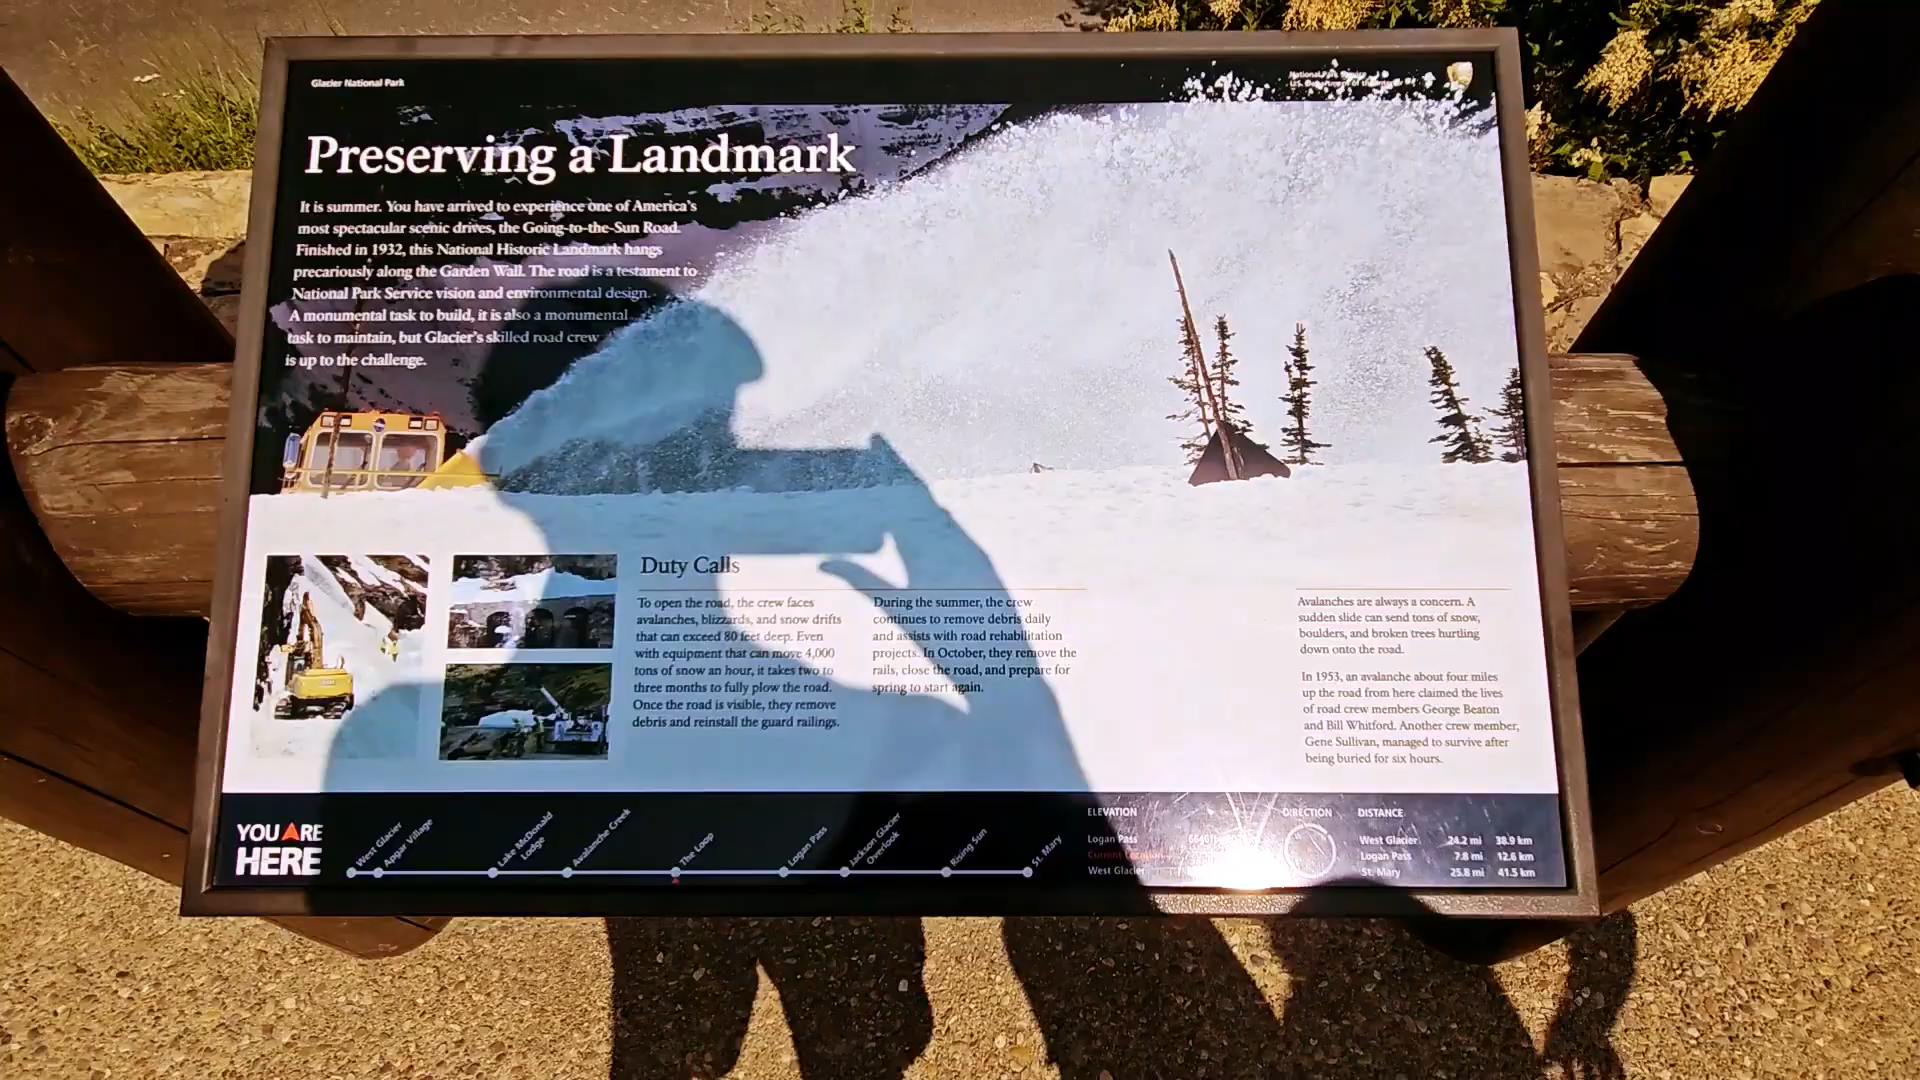 Glacier National Park
National Park Service
U.S. Department of the Interior
Preserving a Landmark
It is summer. You have arrived to experience one of America's
most spectacular scenic drives, the Going-to-the-Sun Road.
Finished in 1932, this National Historic Landmark hangs
precariously along the Garden Wall. The road is a testament to
National Park Service vision and environmental design.
A monumental task to build, it is also a monumental
task to maintain, but Glacier's skilled road crew
is up to the challenge.
Duty Calls
To open the road, the crew faces
avalanches, blizzards, and snow drifts
that can exceed 80 feet deep. Even
with equipment that can move 4,000
tons of snow an hour, it takes two to
three months to fully plow the road.
Once the road is visible, they remove
debris and reinstall the guard railings.
During the summer, the crew
continues to remove debris daily
and assists with road rehabilitation
projects. In October, they remove the
rails, close the road, and prepare for
spring to start again.
Avalanches are always a concern. A
sudden slide can send tons of snow,
boulders, and broken trees hurtling
down onto the road.
In 1953, an avalanche about four miles
up the road from here claimed the lives
of road crew members George Beaton
and Bill Whitford. Another crew member,
Gene Sullivan, managed to survive after
being buried for six hours.
YOU ARE
HERE
West Glacier
Apgar Village
Lake McDonald
Lodge
Avalanche Creek
The Loop
Logan Pass
Jackson Glacier
Overlook
Rising Sun
St. Mary
ELEVATION
Logan Pass
Current Location
West Glacier
DIRECTION
DISTANCE
West Glacier 24.2 mi 38.9 km
Logan Pass 7.8 mi 12.6 km
St. Mary 25.8 mi 41.5 km